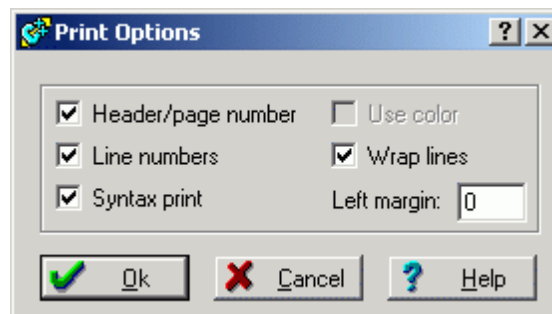 Print Options
Header/page number
Use color
Line numbers
Wrap lines
Syntax print
Left margin: 0
Ok
Cancel
Help